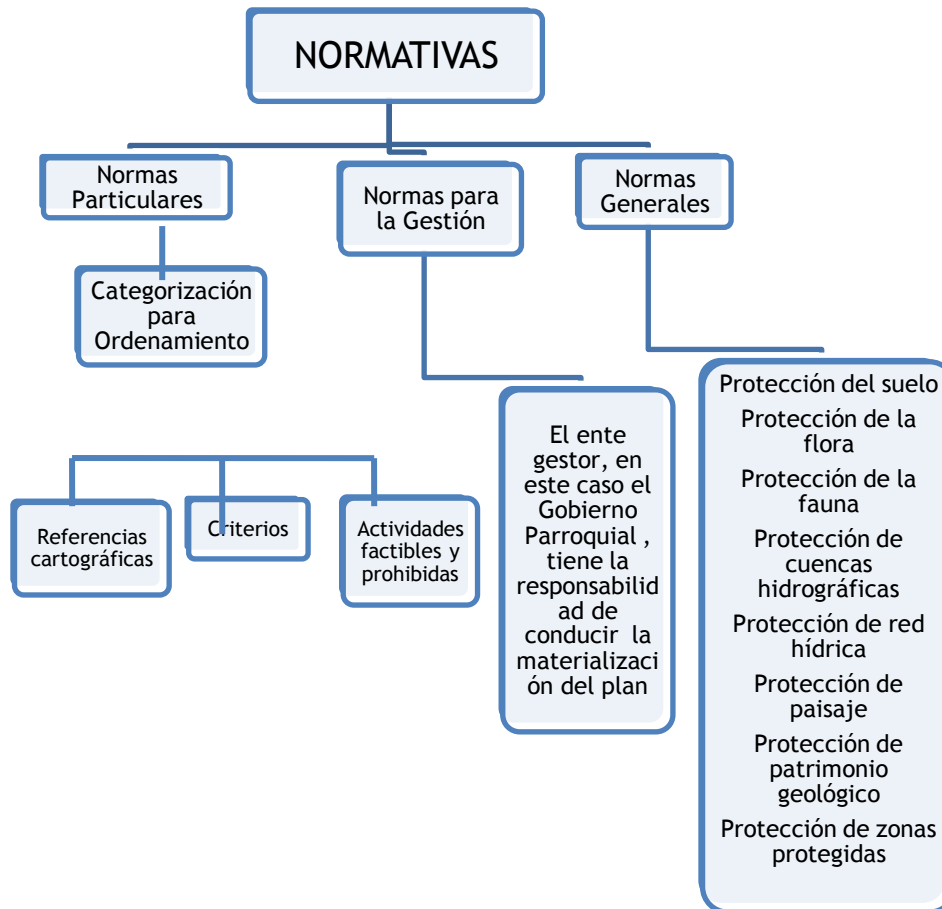 NORMATIVAS
Normas
Particulares
Normas para
la Gestión
Normas
Generales
Categorización
para
Ordenamiento
Referencias
cartográficas
Criterios
Actividades
factibles y
prohibidas
El ente
gestor, en
este caso el
Gobierno
Parroquial ,
tiene la
responsabilid
ad de
conducir la
materializaci
ón del plan
Protección del suelo
Protección de la
flora
Protección de la
fauna
Protección de
cuencas
hidrográficas
Protección de red
hídrica
Protección de
paisaje
Protección de
patrimonio
geológico
Protección de zonas
protegidas